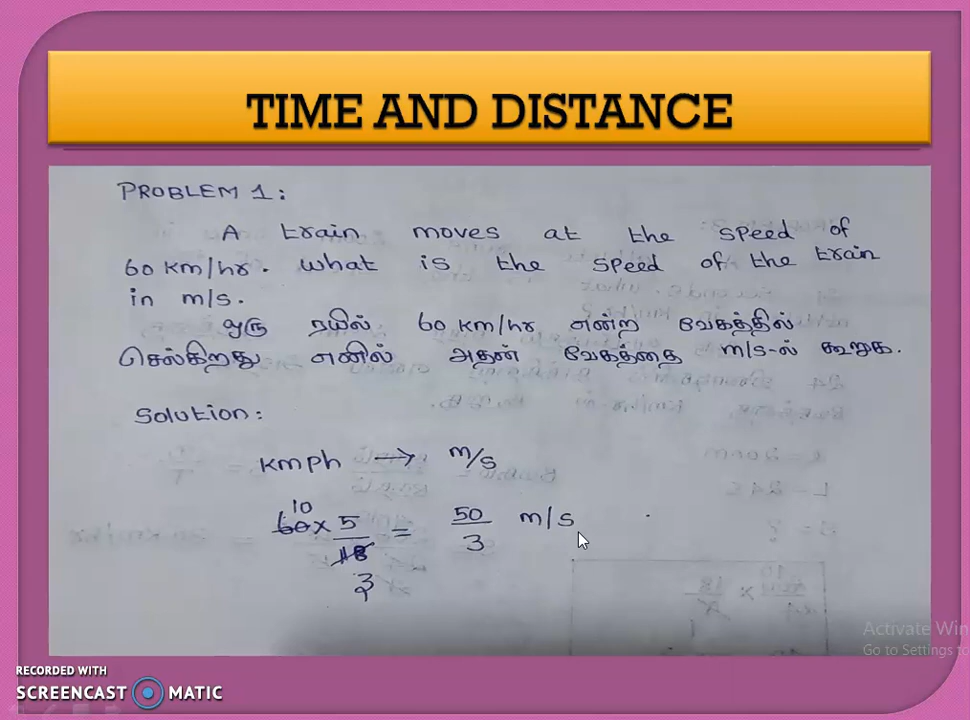 TIME AND DISTANCE
PROBLEM 1:
A train moves at the speed of
60 km/hr. what is the speed of the train
in m/s.
ஒரு ரயில் 60 km/hr என்ற வேகத்தில்
செல்கிறது எனில் அதன் வேகத்தை m/s-ல் கூறுக.
Solution:
kmph → m/s
10
60 × 5 = 50 m/s
18 3
3
Activate Win
Go to Settings to
RECORDED WITH
SCREENCAST MATIC